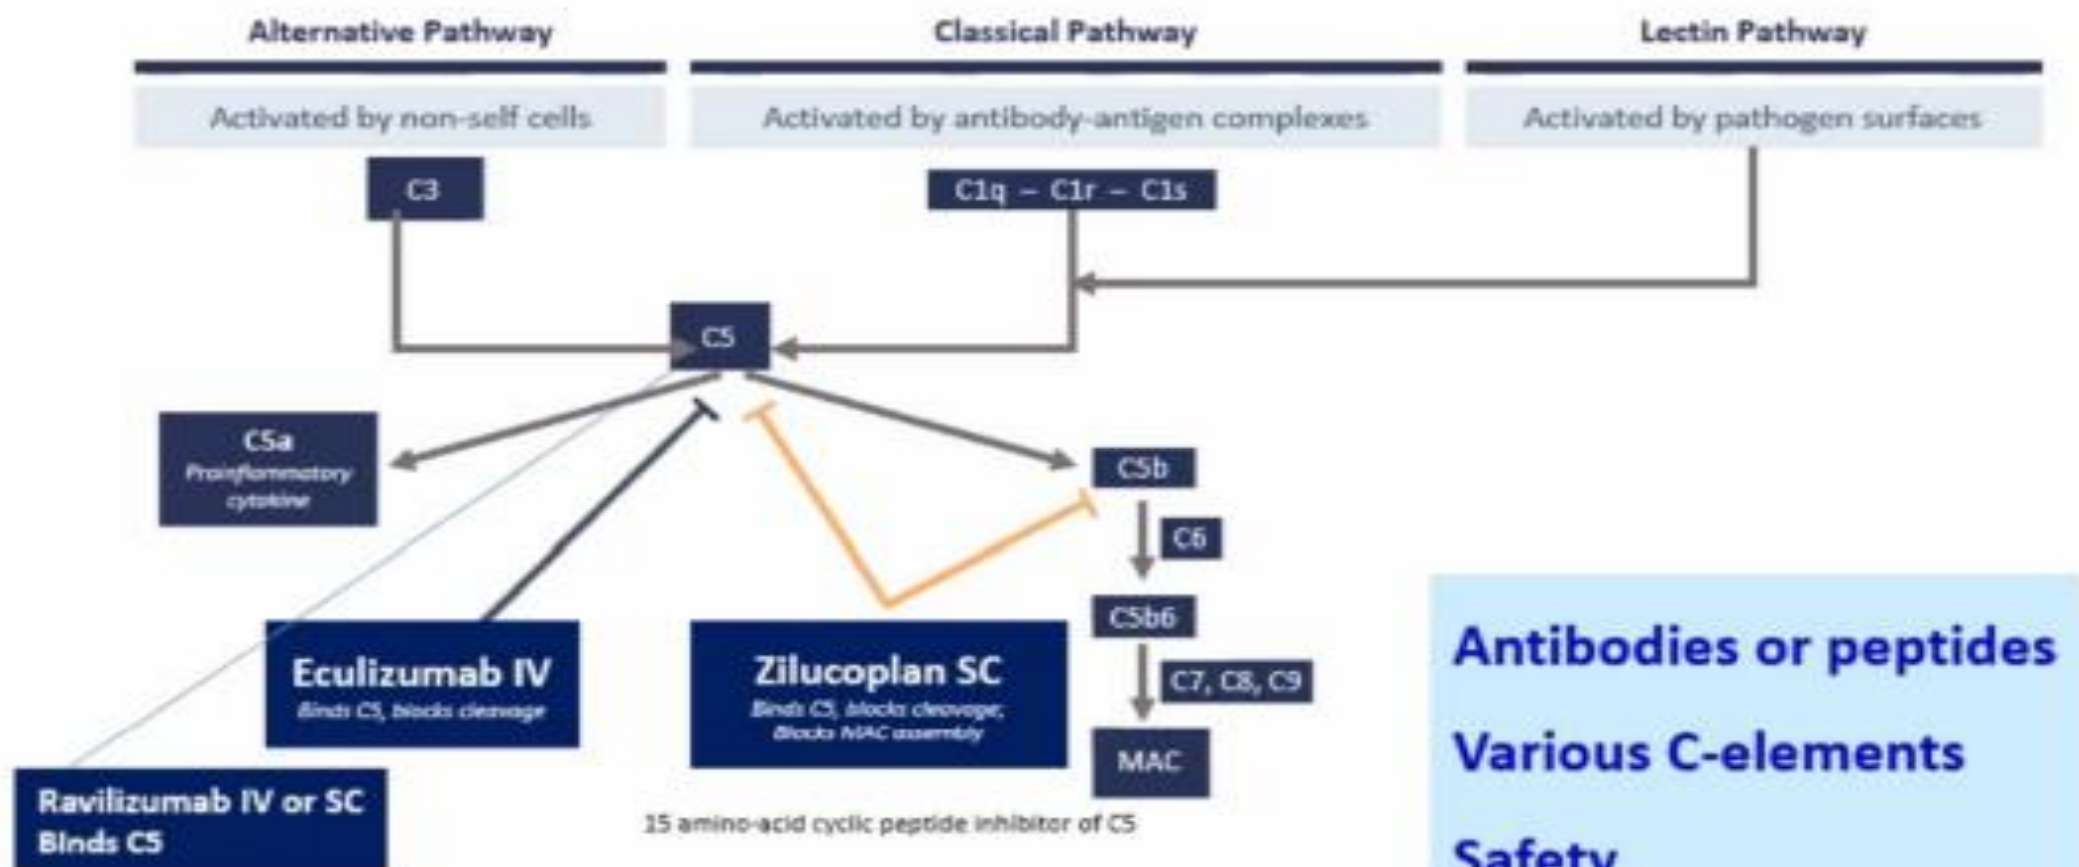 Alternative Pathway
Classical Pathway
Lectin Pathway
Activated by non-self cells
Activated by antibody-antigen complexes
Activated by pathogen surfaces
C3
C1q – C1r – C1s
C5
C5a
Proinflammatory
cytokine
C5b
C6
C5b6
C7, C8, C9
MAC
Eculizumab IV
Binds C5, blocks cleavage
Zilucoplan SC
Binds C5, blocks cleavage;
Blocks MAC assembly
Ravilizumab IV or SC
Binds C5
15 amino-acid cyclic peptide inhibitor of C5
Antibodies or peptides
Various C-elements
Safety